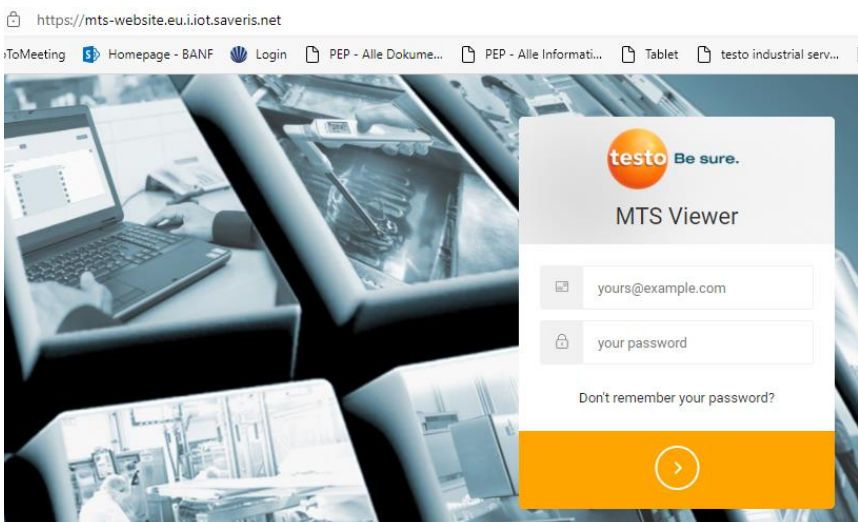 https://mts-website.eu.i.iot.saveris.net
ToMeeting Homepage - BANF Login PEP - Alle Dokume... PEP - Alle Informati... Tablet testo industrial serv...
testo Be sure.
MTS Viewer
yours@example.com
your password
Don't remember your password?